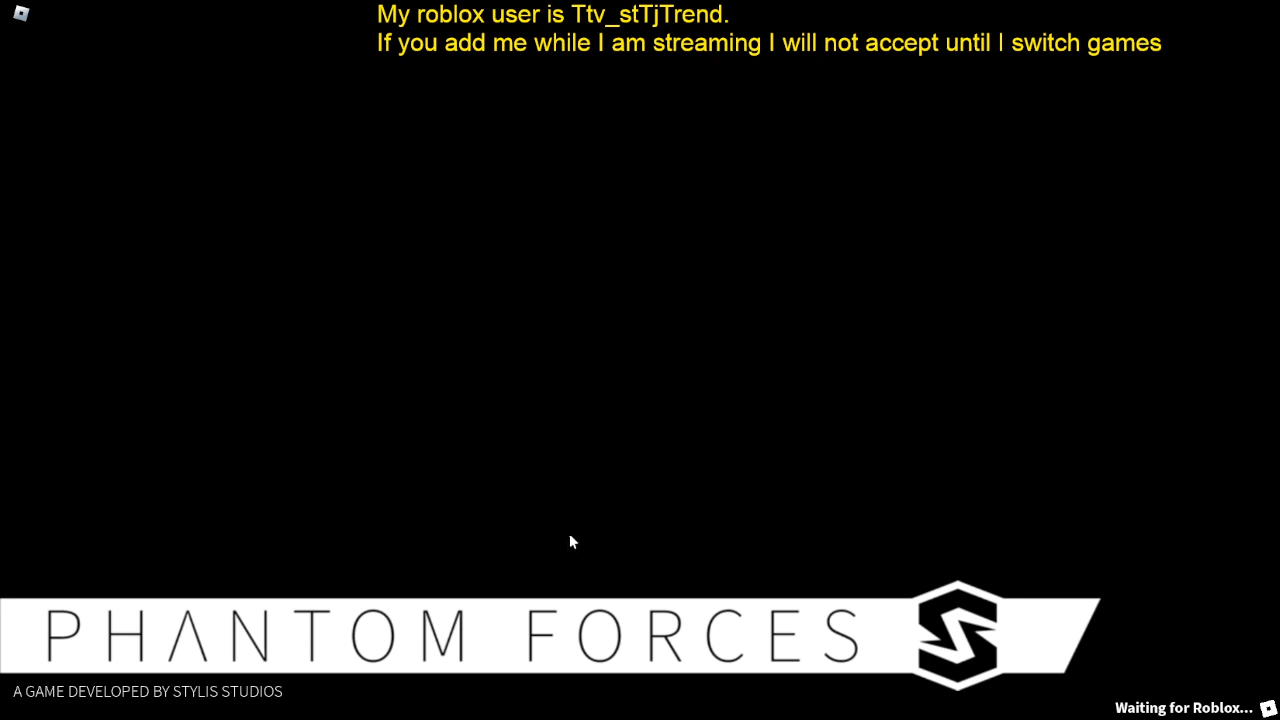 My roblox user is Ttv_stTjTrend.
If you add me while I am streaming I will not accept until I switch games
PHANTOM FORCES
A GAME DEVELOPED BY STYLIS STUDIOS
Waiting for Roblox...